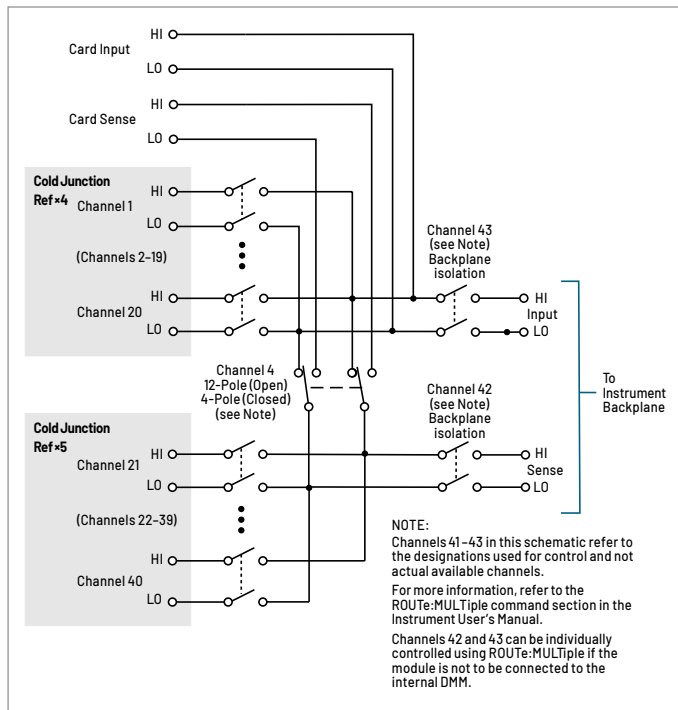 Card Input
HI
LO
Card Sense
HI
LO
Cold Junction
Ref×4
Channel 1
HI
LO
(Channels 2–19)
Channel 20
HI
LO
Channel 43
(see Note)
Backplane
isolation
HI
Input
LO
Channel 4
12-Pole (Open)
4-Pole (Closed)
(see Note)
Channel 42
(see Note)
Backplane
isolation
To
Instrument
Backplane
Cold Junction
Ref×5
Channel 21
HI
LO
(Channels 22–39)
Channel 40
HI
LO
HI
Sense
LO
NOTE:
Channels 41–43 in this schematic refer to
the designations used for control and not
actual available channels.
For more information, refer to the
ROUTe:MULTiple command section in the
Instrument User's Manual.
Channels 42 and 43 can be individually
controlled using ROUTe:MULTiple if the
module is not to be connected to the
internal DMM.